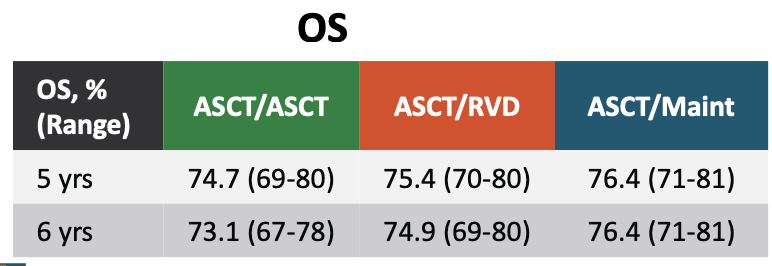 OS
OS, % (Range) ASCT/ASCT ASCT/RVD ASCT/Maint
5 yrs 74.7 (69-80) 75.4 (70-80) 76.4 (71-81)
6 yrs 73.1 (67-78) 74.9 (69-80) 76.4 (71-81)